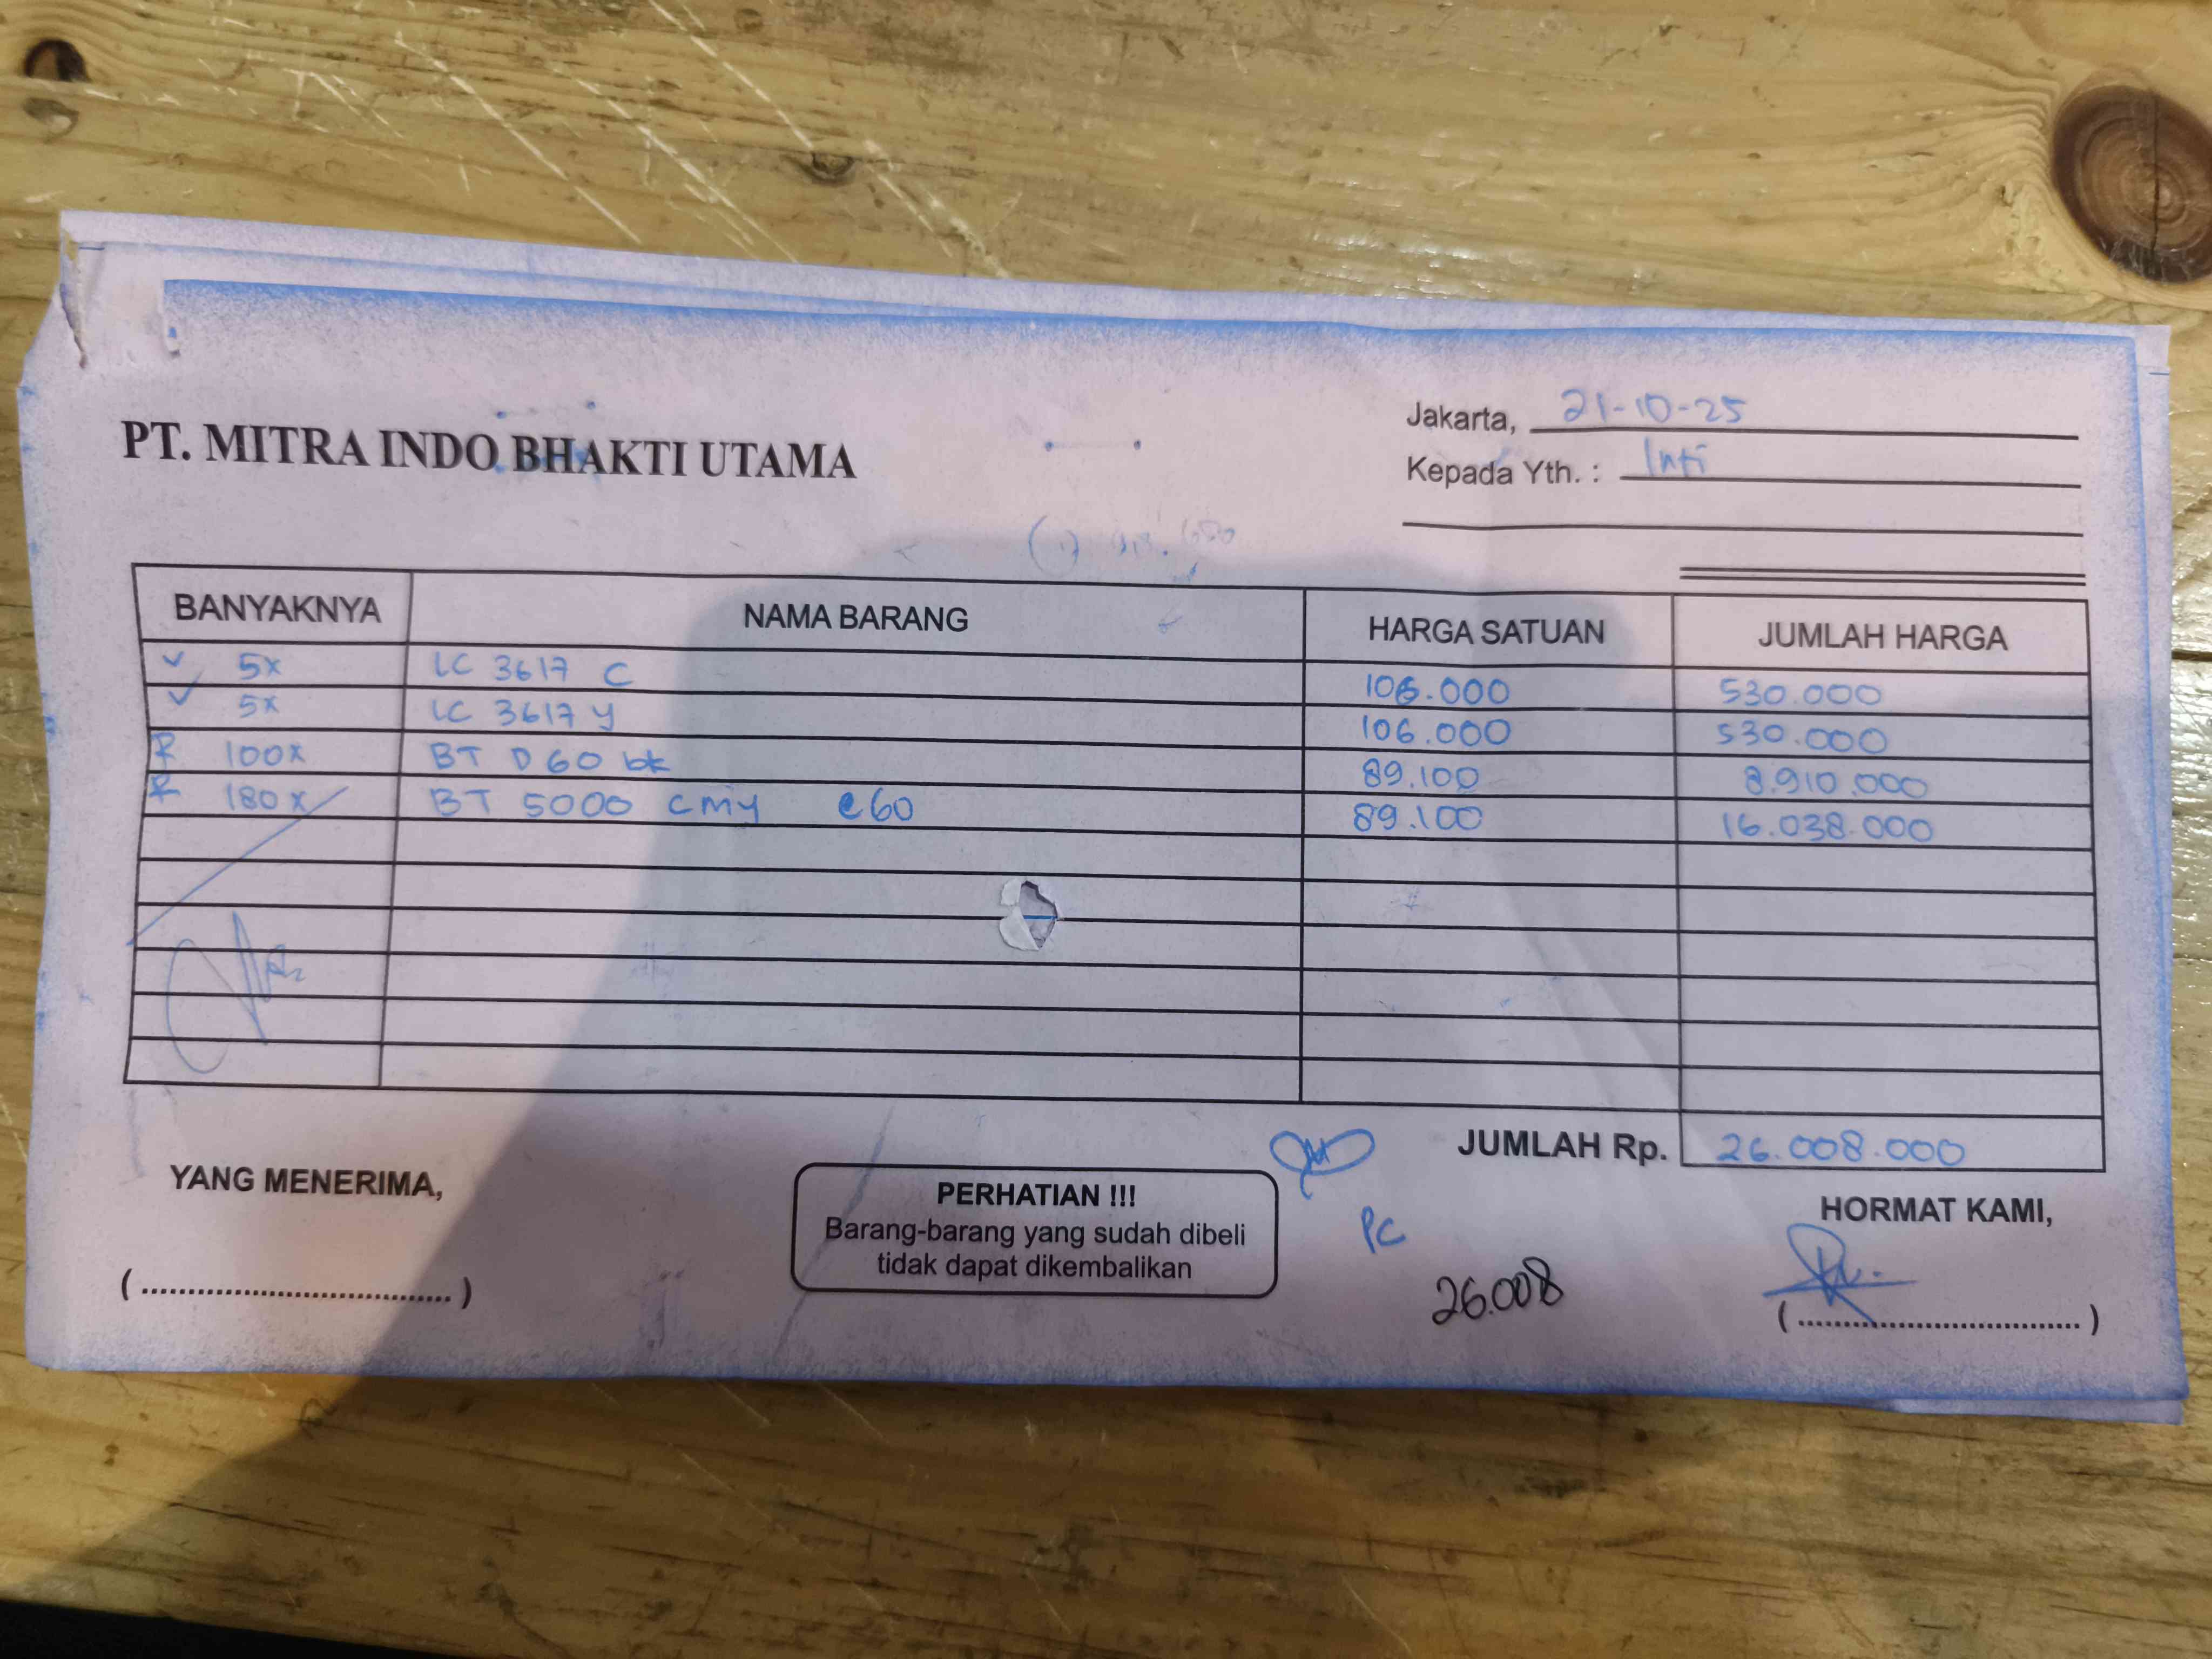 PT. MITRA INDO BHAKTI UTAMA
Jakarta, 21-10-25
Kepada Yth. : Inti
BANYAKNYA NAMA BARANG HARGA SATUAN JUMLAH HARGA
5x LC 3617 C 106.000 530.000
5x LC 3617 y 106.000 530.000
100x BT D60 bk 89.100 8.910.000
180x BT 5000 cmy @60 89.100 16.038.000
JUMLAH Rp. 26.008.000
YANG MENERIMA,
PERHATIAN !!!
Barang-barang yang sudah dibeli
tidak dapat dikembalikan
PC
26.008
HORMAT KAMI,